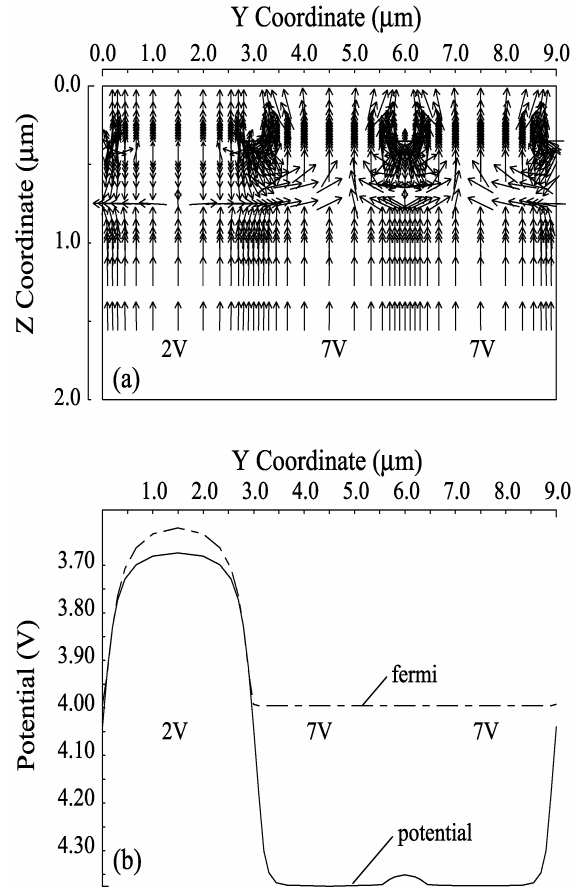 Y Coordinate (μm)
0.0 1.0 2.0 3.0 4.0 5.0 6.0 7.0 8.0 9.0
0.0
1.0
2.0
Z Coordinate (μm)
2V 7V 7V
(a)
Y Coordinate (μm)
1.0 2.0 3.0 4.0 5.0 6.0 7.0 8.0 9.0
3.70
3.80
3.90
4.00
4.10
4.20
4.30
Potential (V)
fermi
2V 7V 7V
potential
(b)